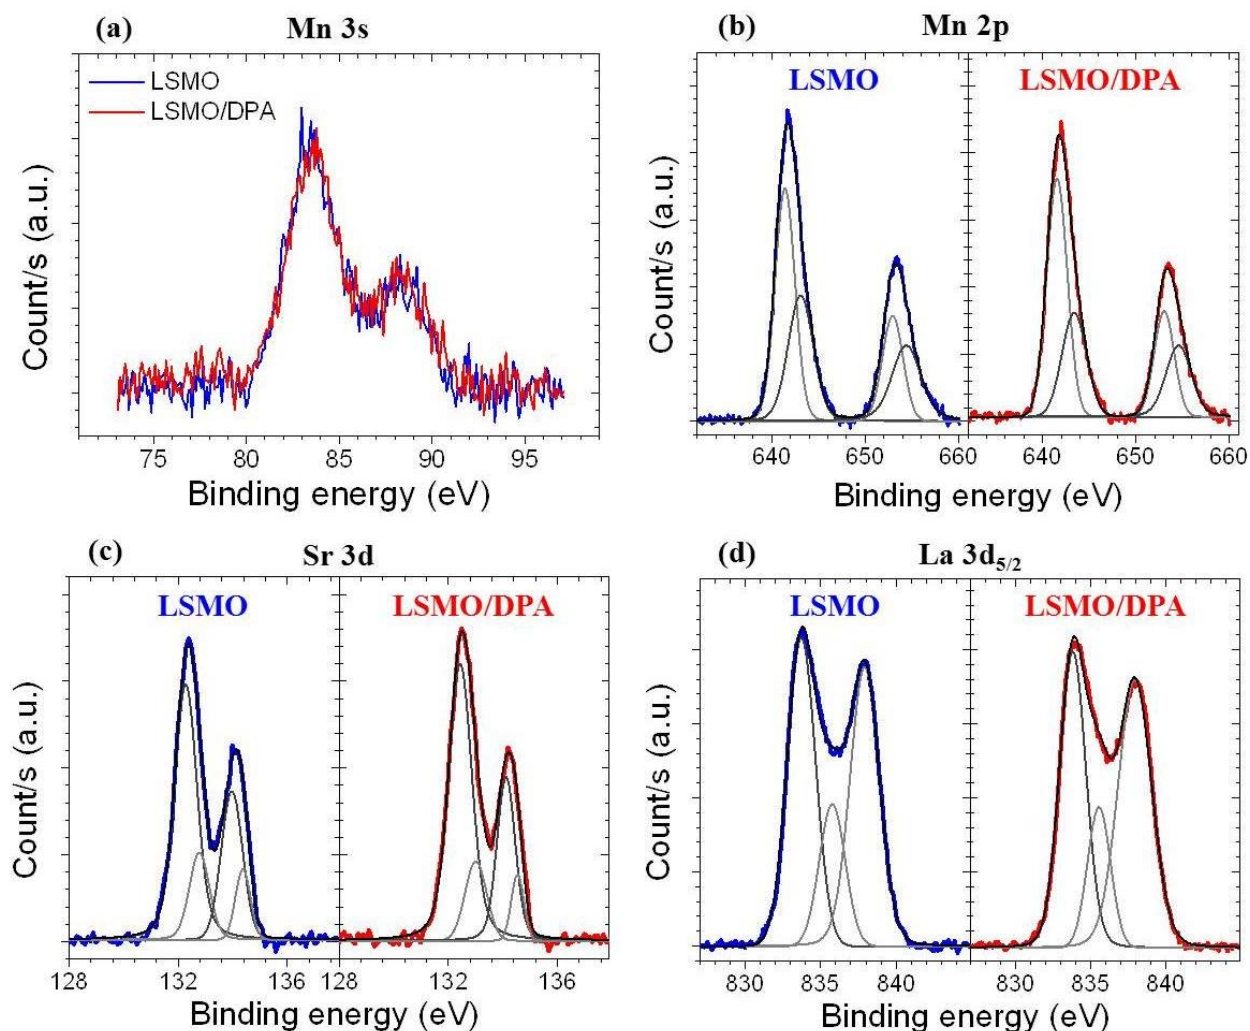 (a) Mn 3s
LSMO
LSMO/DPA
Count/s (a.u.)
75 80 85 90 95
Binding energy (eV)
(b) Mn 2p
LSMO LSMO/DPA
Count/s (a.u.)
640 650 660 640 650 660
Binding energy (eV)
(c) Sr 3d
LSMO LSMO/DPA
Count/s (a.u.)
128 132 136 128 132 136
Binding energy (eV)
(d) La 3d5/2
LSMO LSMO/DPA
Count/s (a.u.)
830 835 840 830 835 840
Binding energy (eV)